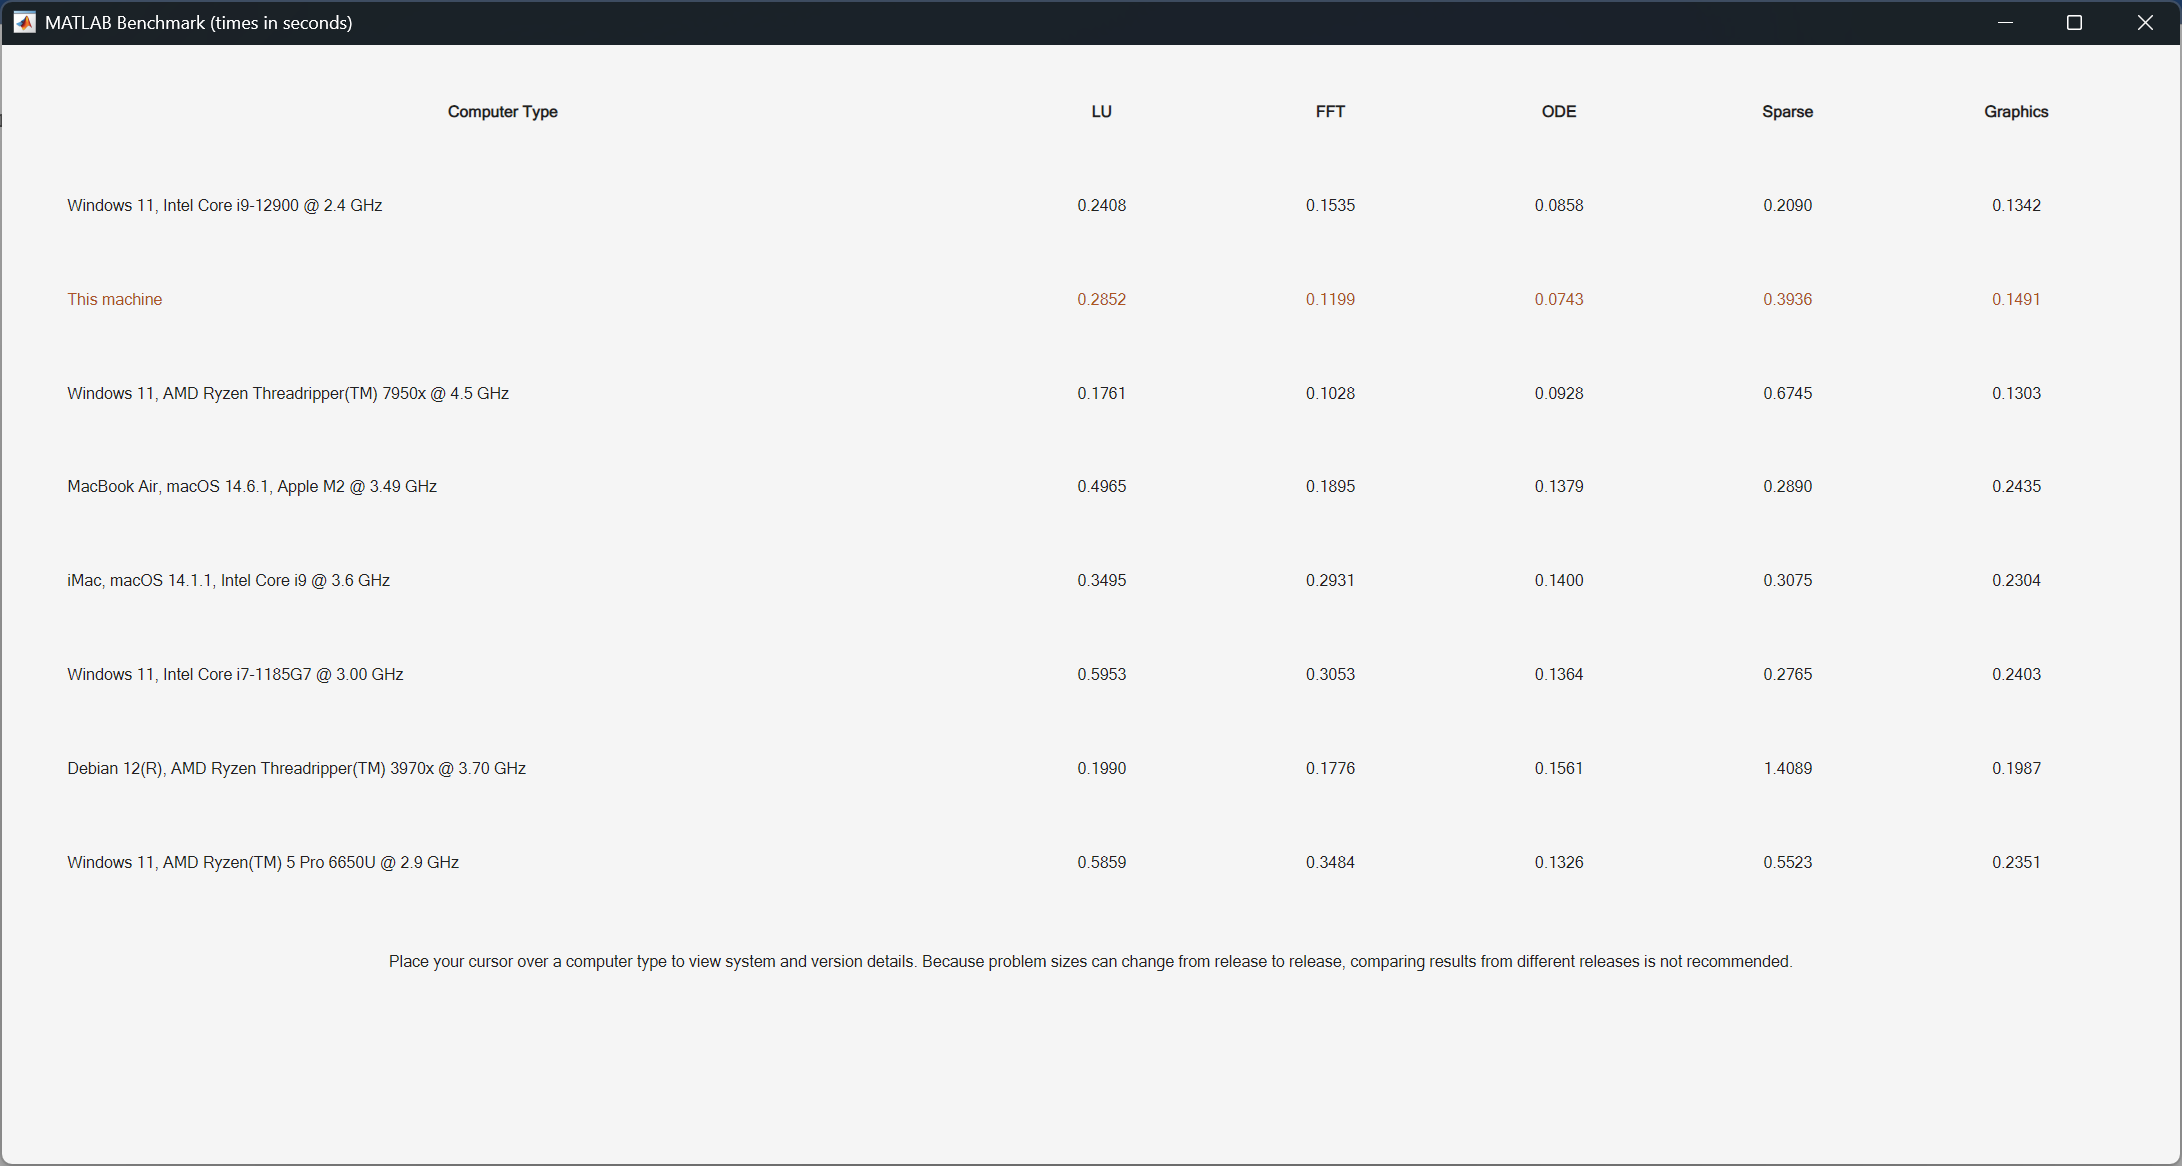 MATLAB Benchmark (times in seconds)
Computer Type LU FFT ODE Sparse Graphics
Windows 11, Intel Core i9-12900 @ 2.4 GHz 0.2408 0.1535 0.0858 0.2090 0.1342
This machine 0.2852 0.1199 0.0743 0.3936 0.1491
Windows 11, AMD Ryzen Threadripper(TM) 7950x @ 4.5 GHz 0.1761 0.1028 0.0928 0.6745 0.1303
MacBook Air, macOS 14.6.1, Apple M2 @ 3.49 GHz 0.4965 0.1895 0.1379 0.2890 0.2435
iMac, macOS 14.1.1, Intel Core i9 @ 3.6 GHz 0.3495 0.2931 0.1400 0.3075 0.2304
Windows 11, Intel Core i7-1185G7 @ 3.00 GHz 0.5953 0.3053 0.1364 0.2765 0.2403
Debian 12(R), AMD Ryzen Threadripper(TM) 3970x @ 3.70 GHz 0.1990 0.1776 0.1561 1.4089 0.1987
Windows 11, AMD Ryzen(TM) 5 Pro 6650U @ 2.9 GHz 0.5859 0.3484 0.1326 0.5523 0.2351
Place your cursor over a computer type to view system and version details. Because problem sizes can change from release to release, comparing results from different releases is not recommended.